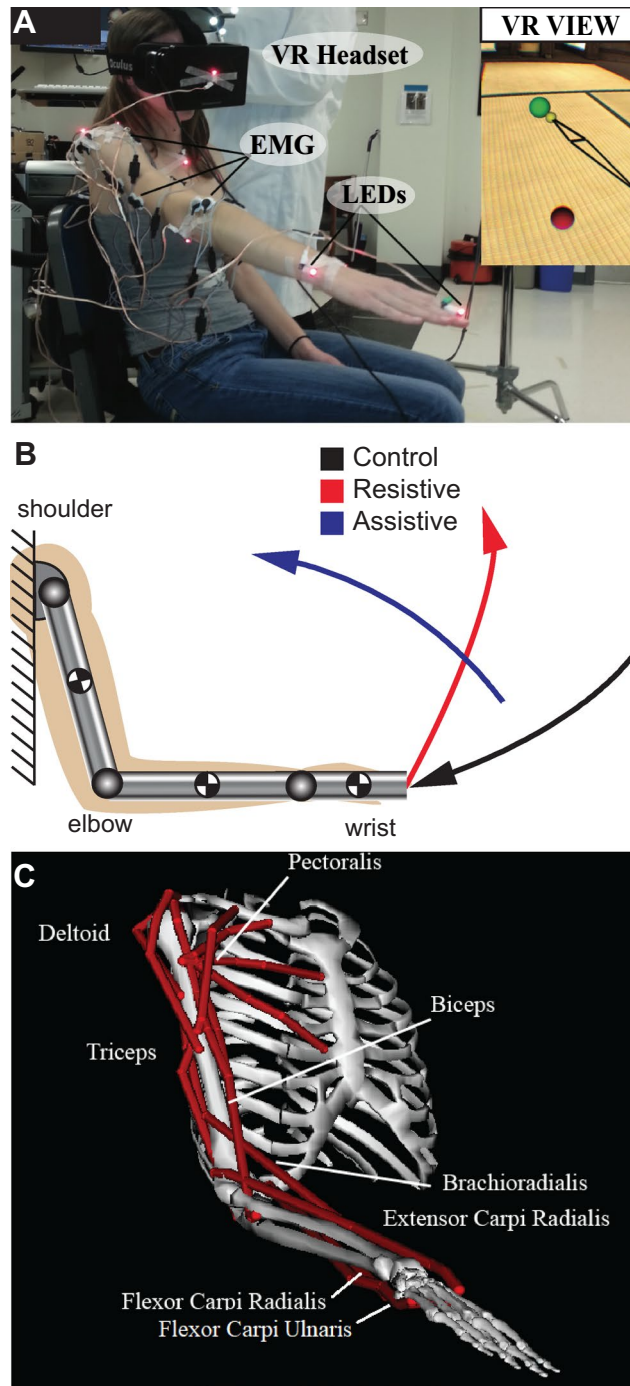 A
VR Headset
EMG
LEDs
VR VIEW
oculus
B
Control
Resistive
Assistive
shoulder
elbow
wrist
C
Pectoralis
Deltoid
Biceps
Triceps
Brachioradialis
Extensor Carpi Radialis
Flexor Carpi Radialis
Flexor Carpi Ulnaris